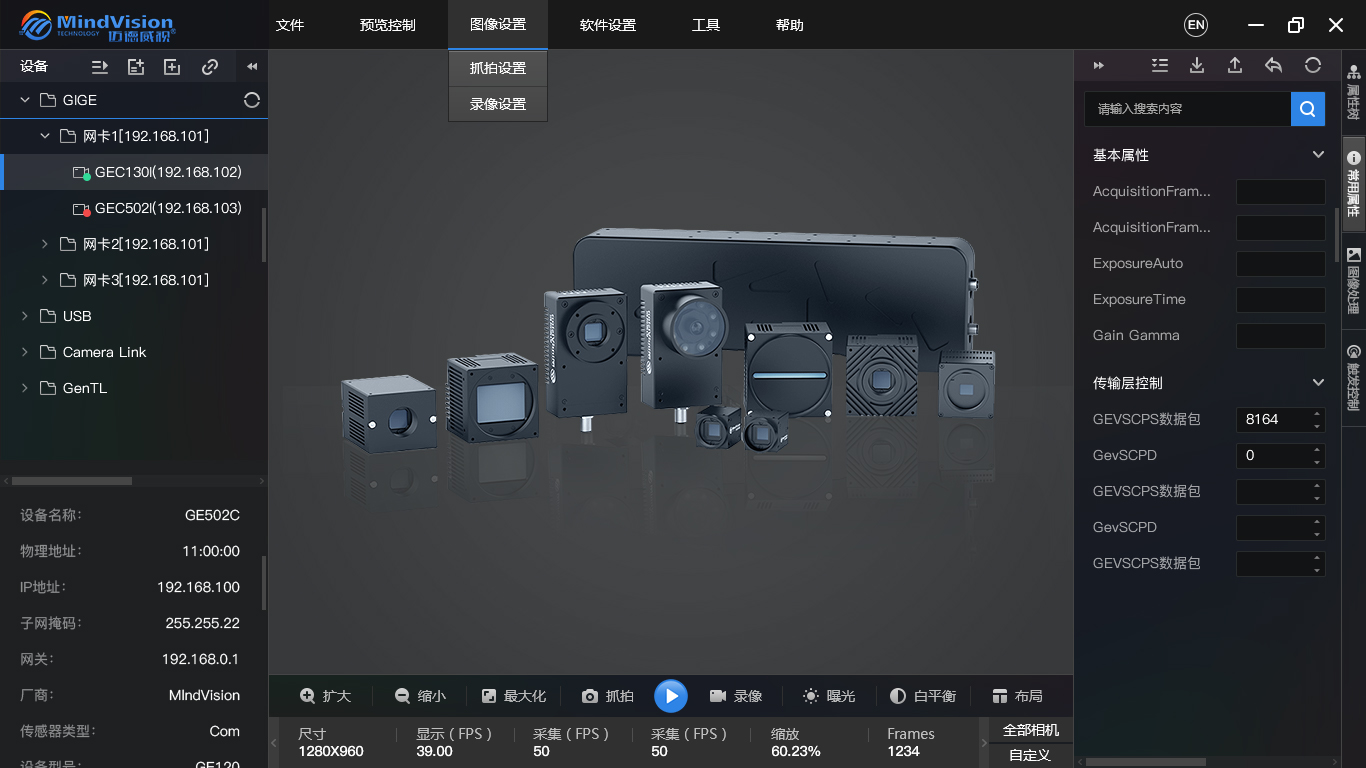 MindVision
TECHNOLOGY 迈德威视®
文件 预览控制 图像设置 软件设置 工具 帮助 EN
抓拍设置
录像设置
设备
GIGE
网卡1[192.168.101]
GEC130I(192.168.102)
GEC502I(192.168.103)
网卡2[192.168.101]
网卡3[192.168.101]
USB
Camera Link
GenTL
设备名称: GE502C
物理地址: 11:00:00
IP地址: 192.168.100
子网掩码: 255.255.22
网关: 192.168.0.1
厂商: MIndVision
传感器类型: Com
设备型号: GE120
扩大 缩小 最大化 抓拍 录像 曝光 白平衡 布局
尺寸 显示 ( FPS ) 采集 ( FPS ) 采集 ( FPS ) 缩放 Frames
1280X960 39.00 50 50 60.23% 1234
全部相机
自定义
请输入搜索内容
基本属性
AcquisitionFram...
AcquisitionFram...
ExposureAuto
ExposureTime
Gain Gamma
传输层控制
GEVSCPS数据包 8164
GevSCPD 0
GEVSCPS数据包
GevSCPD
GEVSCPS数据包
属性树
常用属性
图像处理
触发控制